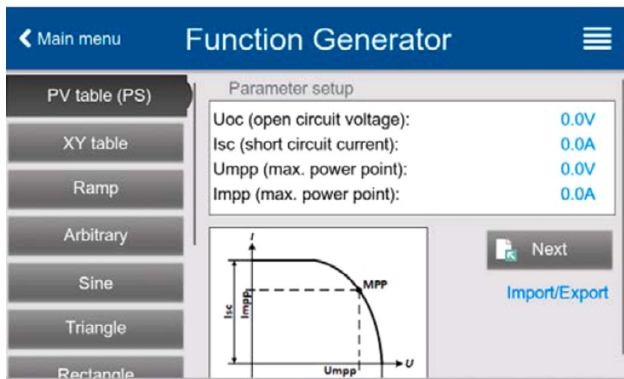 Main menu
Function Generator
PV table (PS)
XY table
Ramp
Arbitrary
Sine
Triangle
Rectangle
Parameter setup
Uoc (open circuit voltage): 0.0V
Isc (short circuit current): 0.0A
Umpp (max. power point): 0.0V
Impp (max. power point): 0.0A
I
Isc
Impp
MPP
Umpp
U
Next
Import/Export